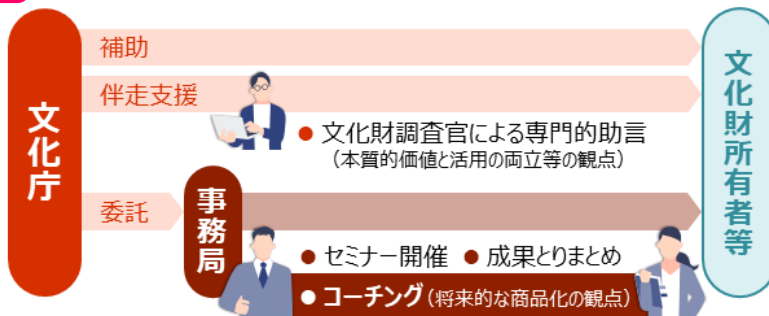 文化庁
補助
伴走支援
● 文化財調査官による専門的助言
（本質的価値と活用の両立等の観点）
委託
事務局
● セミナー開催 ● 成果とりまとめ
● コーチング（将来的な商品化の観点）
文化財所有者等